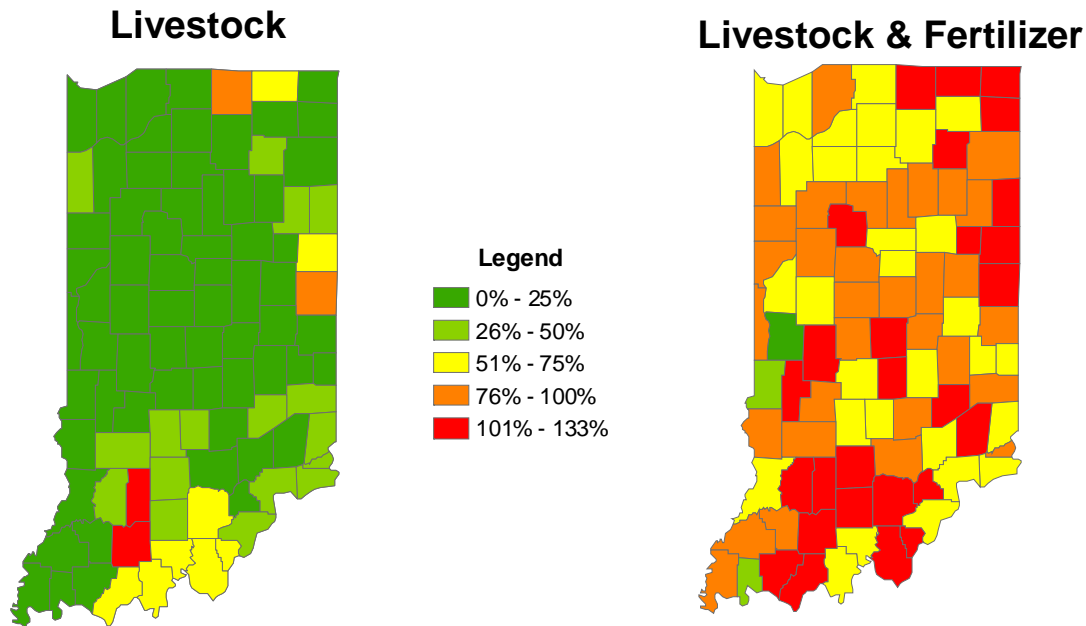 Livestock
Livestock & Fertilizer
Legend
0% - 25%
26% - 50%
51% - 75%
76% - 100%
101% - 133%